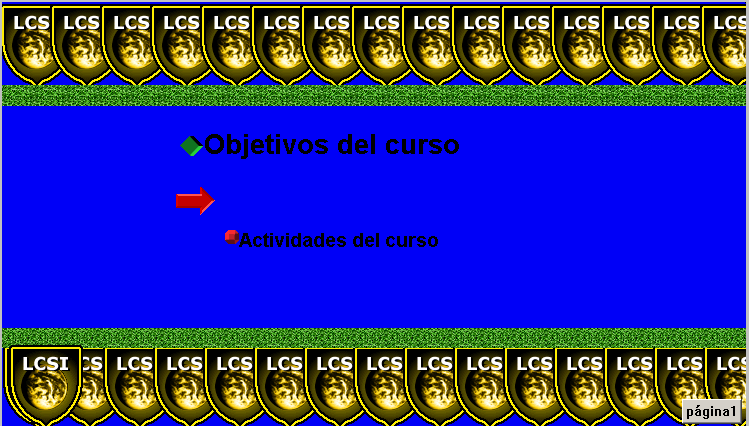 LCS LCS LCS LCS LCS LCS LCS LCS LCS LCS LCS LCS LCS LCS LCS
Objetivos del curso
Actividades del curso
LCSI CS LCS LCS LCS LCS LCS LCS LCS LCS LCS LCS LCS LCS LCS
página1